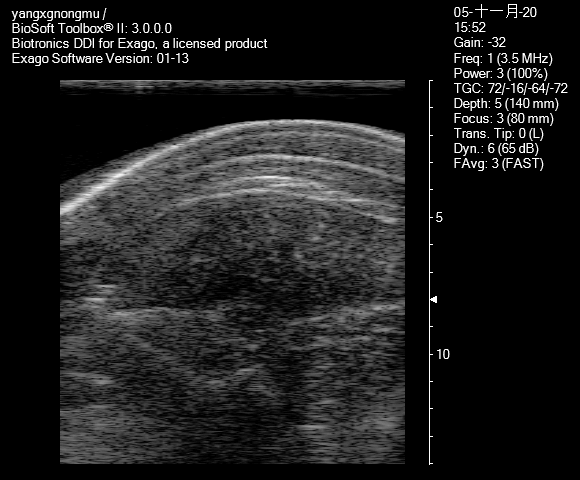 yangxgnongmu /
BioSoft Toolbox® II: 3.0.0.0
Biotronics DDI for Exago, a licensed product
Exago Software Version: 01-13
05-十一月-20
15:52
Gain: -32
Freq: 1 (3.5 MHz)
Power: 3 (100%)
TGC: 72/-16/-64/-72
Depth: 5 (140 mm)
Focus: 3 (80 mm)
Trans. Tip: 0 (L)
Dyn.: 6 (65 dB)
FAvg: 3 (FAST)
5
10